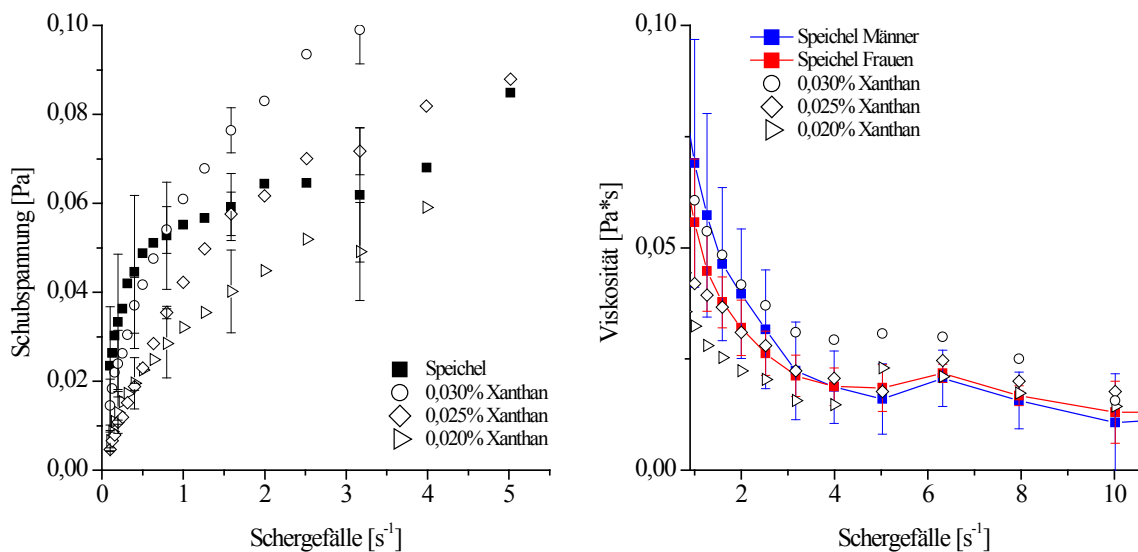 0,10
0,08
0,06
0,04
0,02
0,00
Schubspannung [Pa]
0 1 2 3 4 5
Schergefälle [s⁻¹]
Speichel
0,030% Xanthan
0,025% Xanthan
0,020% Xanthan
0,10
0,05
0,00
Viskosität [Pa*s]
2 4 6 8 10
Schergefälle [s⁻¹]
Speichel Männer
Speichel Frauen
0,030% Xanthan
0,025% Xanthan
0,020% Xanthan